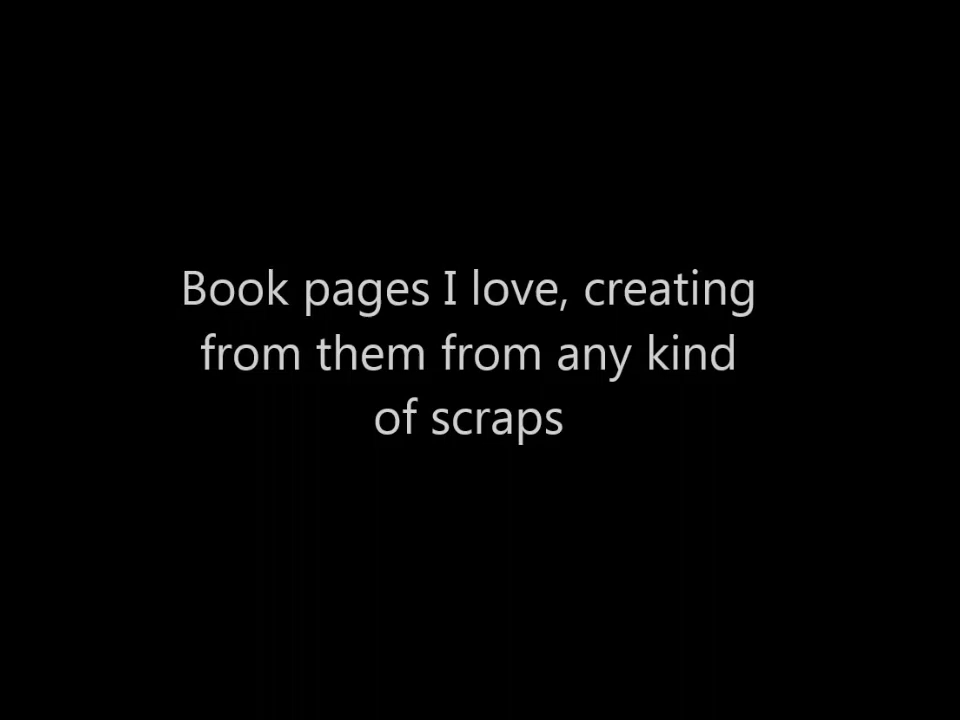 Book pages I love, creating
from them from any kind
of scraps